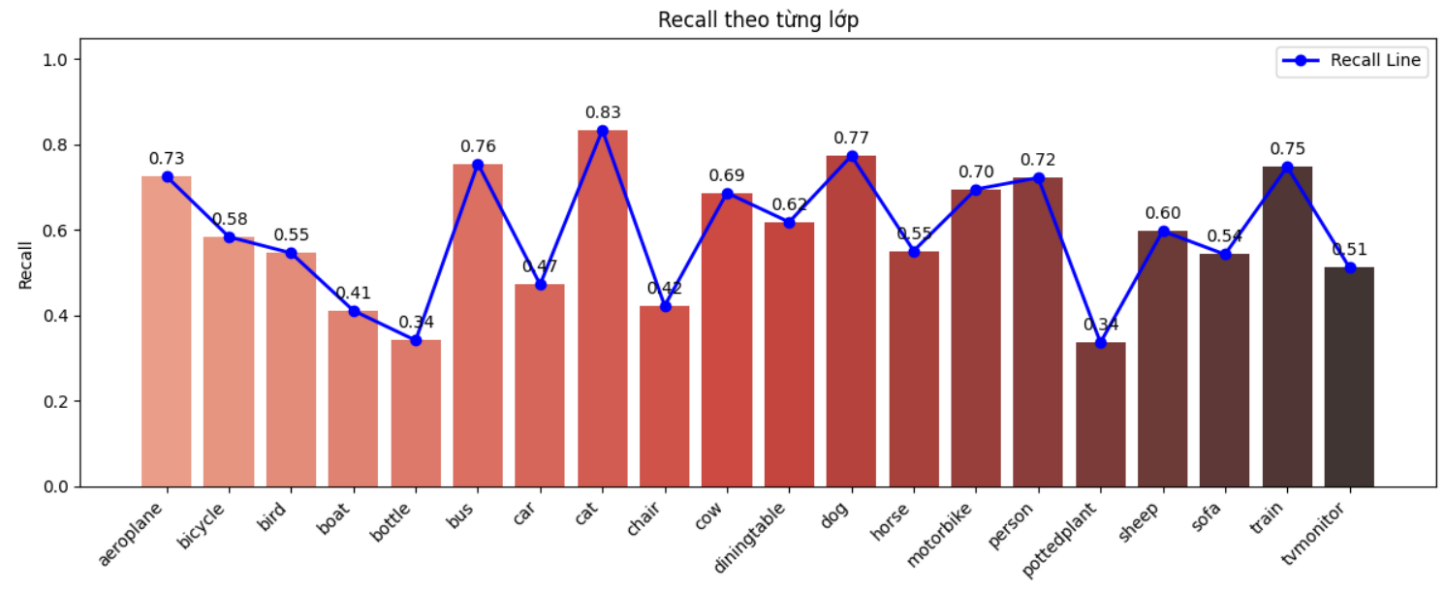 Recall theo từng lớp
Recall Line
Recall
1.0
0.8
0.6
0.4
0.2
0.0
0.73
0.58
0.55
0.41
0.34
0.76
0.47
0.83
0.42
0.69
0.62
0.77
0.55
0.70
0.72
0.34
0.60
0.54
0.75
0.51
aeroplane
bicycle
bird
boat
bottle
bus
car
cat
chair
cow
diningtable
dog
horse
motorbike
person
pottedplant
sheep
sofa
train
tvmonitor